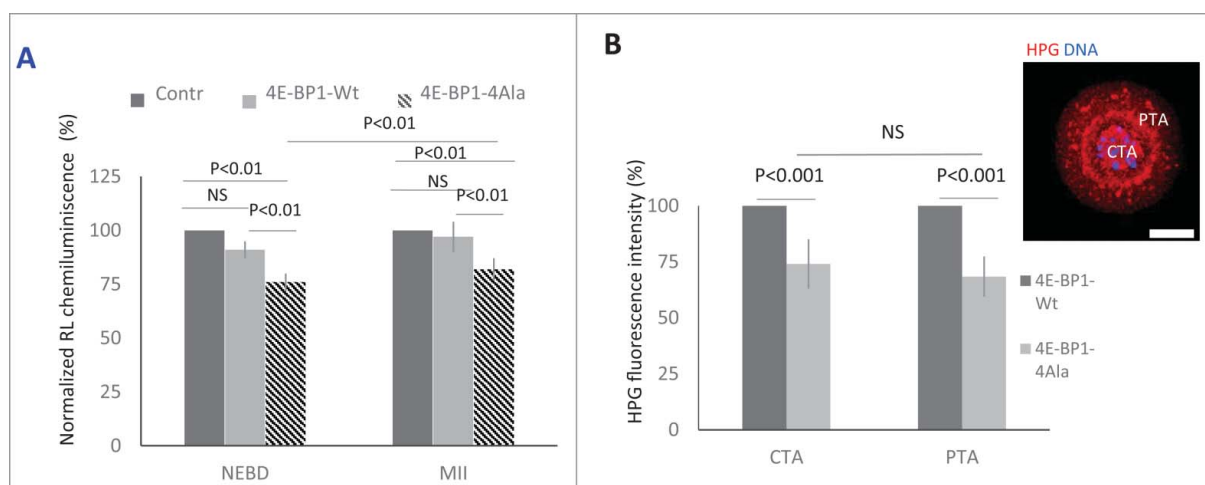 A
Contr
4E-BP1-Wt
4E-BP1-4Ala
Normalized RL chemiluminiscence (%)
P<0.01
P<0.01
P<0.01
NS
NS
P<0.01
P<0.01
125
100
75
50
25
0
NEBD
MII
B
HPG DNA
PTA
CTA
NS
P<0.001
P<0.001
HPG fluorescence intensity (%)
100
75
50
25
0
CTA
PTA
4E-BP1-
Wt
4E-BP1-
4Ala